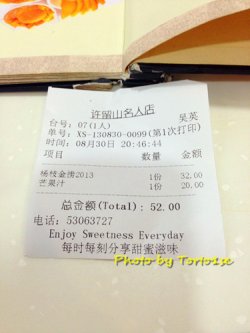 许留山名人店
台号: 07(1人) 吴英
单号: XS-130830-0099(第1次打印)
时间: 08月30日 20:46:44
项目 数量 金额
杨枝金捞2013 1份 32.00
芒果汁 1份 20.00
总金额(Total): 52.00
电话: 53063727
Enjoy Sweetness Everyday
每时每刻分享甜蜜滋味
Photo by Tortoise